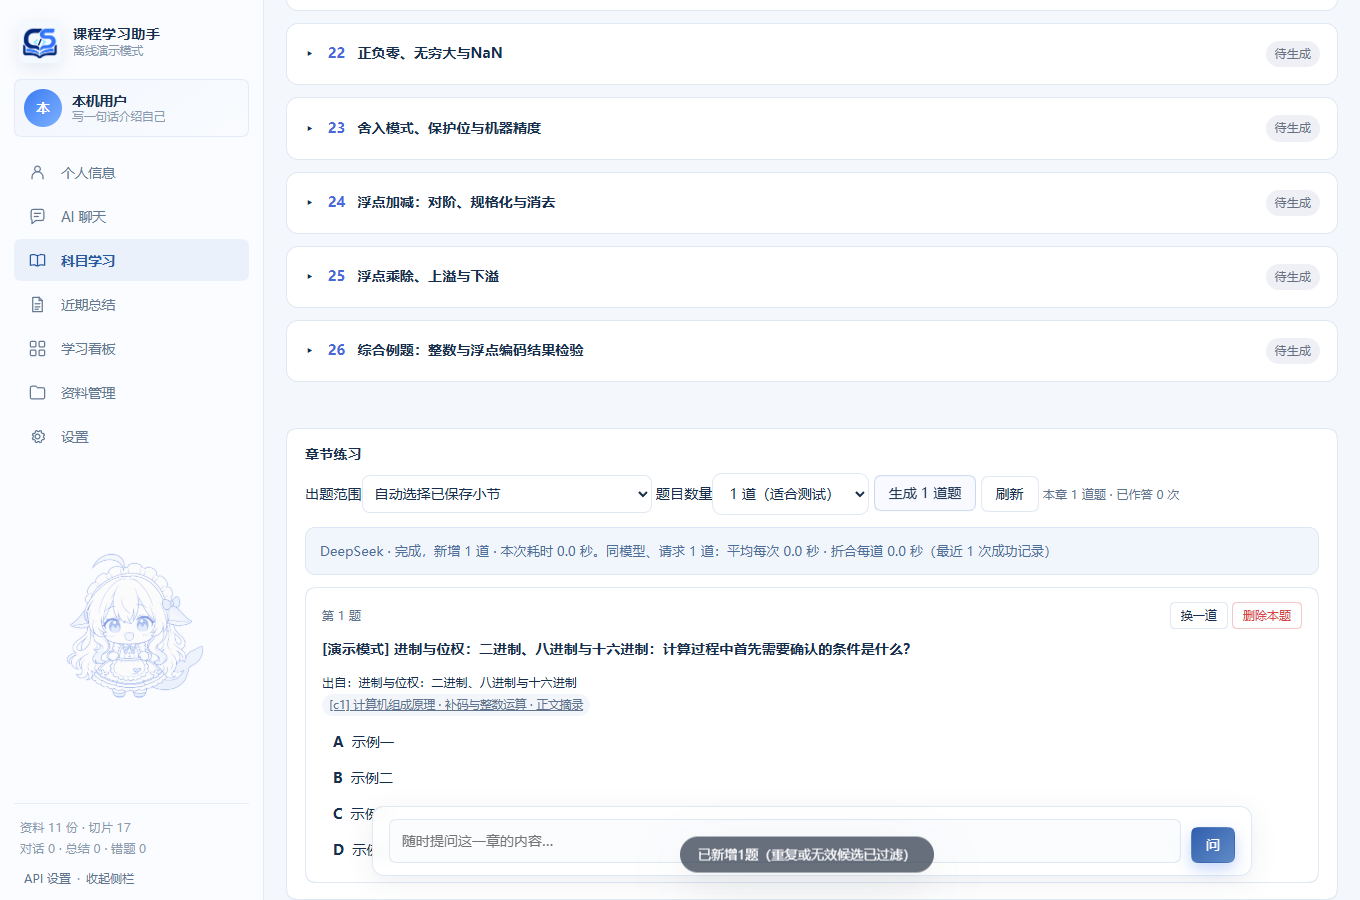 课程学习助手
离线演示模式
本
本机用户
写一句话介绍自己
个人信息
AI 聊天
科目学习
近期总结
学习看板
资料管理
设置
资料 11 份 · 切片 17
对话 0 · 总结 0 · 错题 0
API 设置 · 收起侧栏
22 正负零、无穷大与NaN 待生成
23 舍入模式、保护位与机器精度 待生成
24 浮点加减：对阶、规格化与消去 待生成
25 浮点乘除、上溢与下溢 待生成
26 综合例题：整数与浮点编码结果检验 待生成
章节练习
出题范围 自动选择已保存小节 题目数量 1 道（适合测试） 生成 1 道题 刷新 本章 1 道题 · 已作答 0 次
DeepSeek · 完成，新增 1 道 · 本次耗时 0.0 秒。同模型、请求 1 道：平均每次 0.0 秒 · 折合每道 0.0 秒（最近 1 次成功记录）
第 1 题 换一道 删除本题
[演示模式] 进制与位权：二进制、八进制与十六进制：计算过程中首先需要确认的条件是什么？
出自：进制与位权：二进制、八进制与十六进制
[c1] 计算机组成原理 · 补码与整数运算 · 正文摘录
A 示例一
B 示例二
C 示
D 示
随时提问这一章的内容...
问
已新增1题（重复或无效候选已过滤）